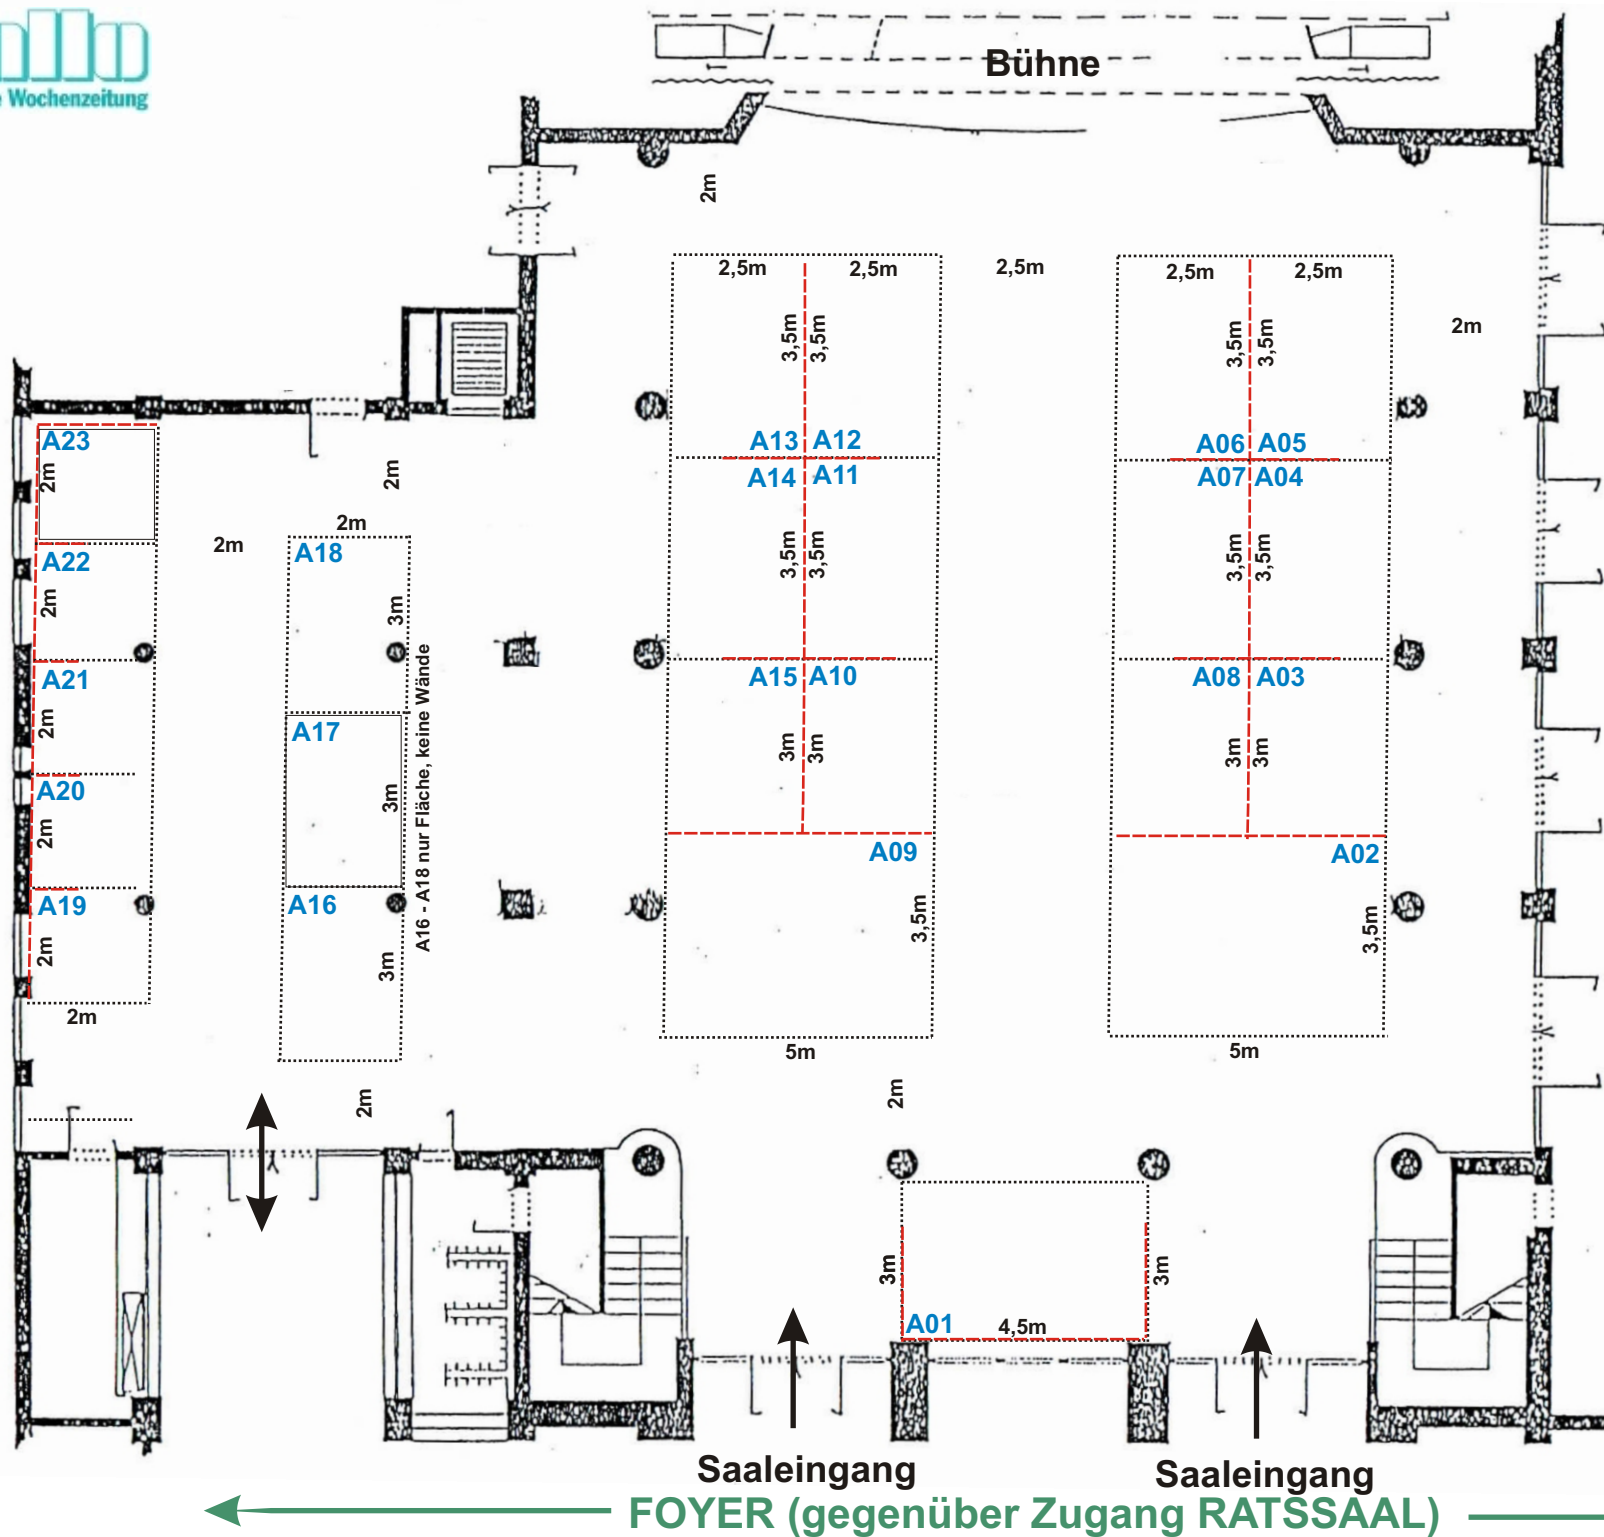 Wochenzeitung
Bühne
2m
2,5m 2,5m 2,5m 2,5m 2,5m
3,5m 3,5m 3,5m 3,5m
2m
A23 A13 A12 A06 A05
2m 2m A14 A11 A07 A04
2m 2m
A22 A18
3,5m 3,5m 3,5m 3,5m
2m 3m
A21 A15 A10 A08 A03
2m A17 3m 3m 3m 3m
A20 3m
2m
A16 - A18 nur Fläche, keine Wände
A09 A02
A19 A16
2m 3m 3,5m 3,5m
2m
5m 5m
2m 2m
3m 3m
A01 4,5m
Saaleingang Saaleingang
FOYER (gegenüber Zugang RATSSAAL)